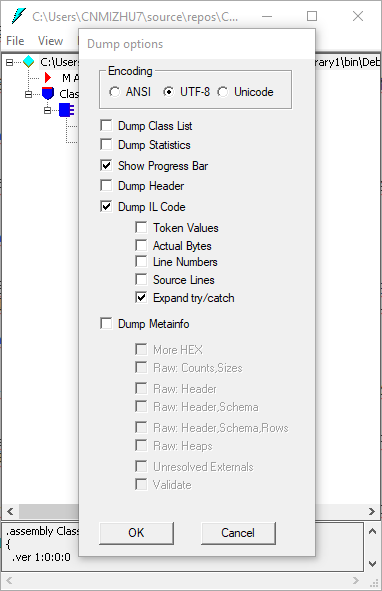 C:\Users\CNMIZHU7\source\repos\C...
File View
Dump options
C:\Users
rary1\bin\Deb
M A
Clas
Encoding
ANSI UTF-8 Unicode
Dump Class List
Dump Statistics
Show Progress Bar
Dump Header
Dump IL Code
Token Values
Actual Bytes
Line Numbers
Source Lines
Expand try/catch
Dump Metainfo
More HEX
Raw: Counts,Sizes
Raw: Header
Raw: Header,Schema
Raw: Header,Schema,Rows
Raw: Heaps
Unresolved Externals
Validate
OK Cancel
.assembly Class
{
.ver 1:0:0:0